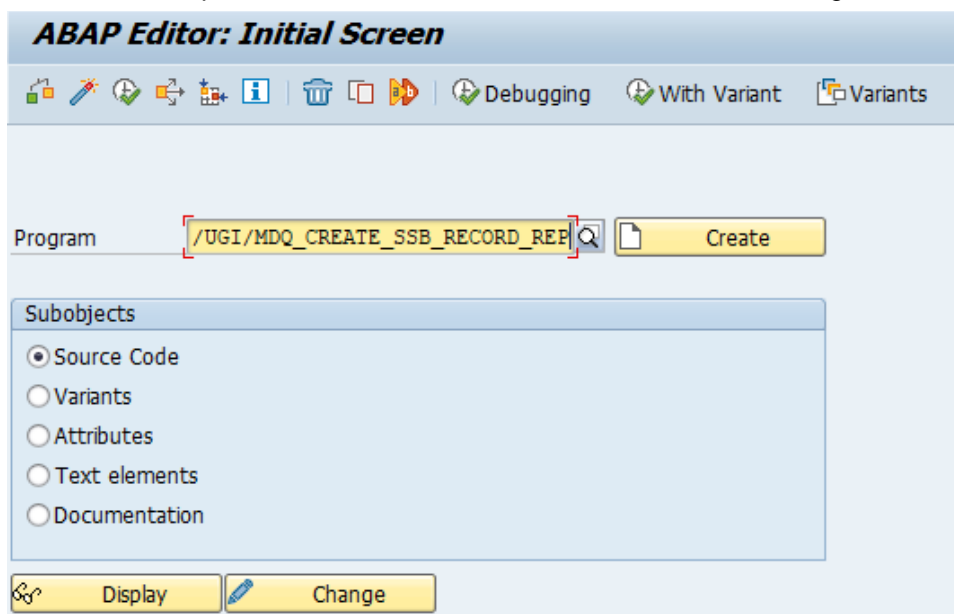 ABAP Editor: Initial Screen
Debugging With Variant Variants
Program /UGI/MDQ_CREATE_SSB_RECORD_REP Create
Subobjects
Source Code
Variants
Attributes
Text elements
Documentation
Display Change